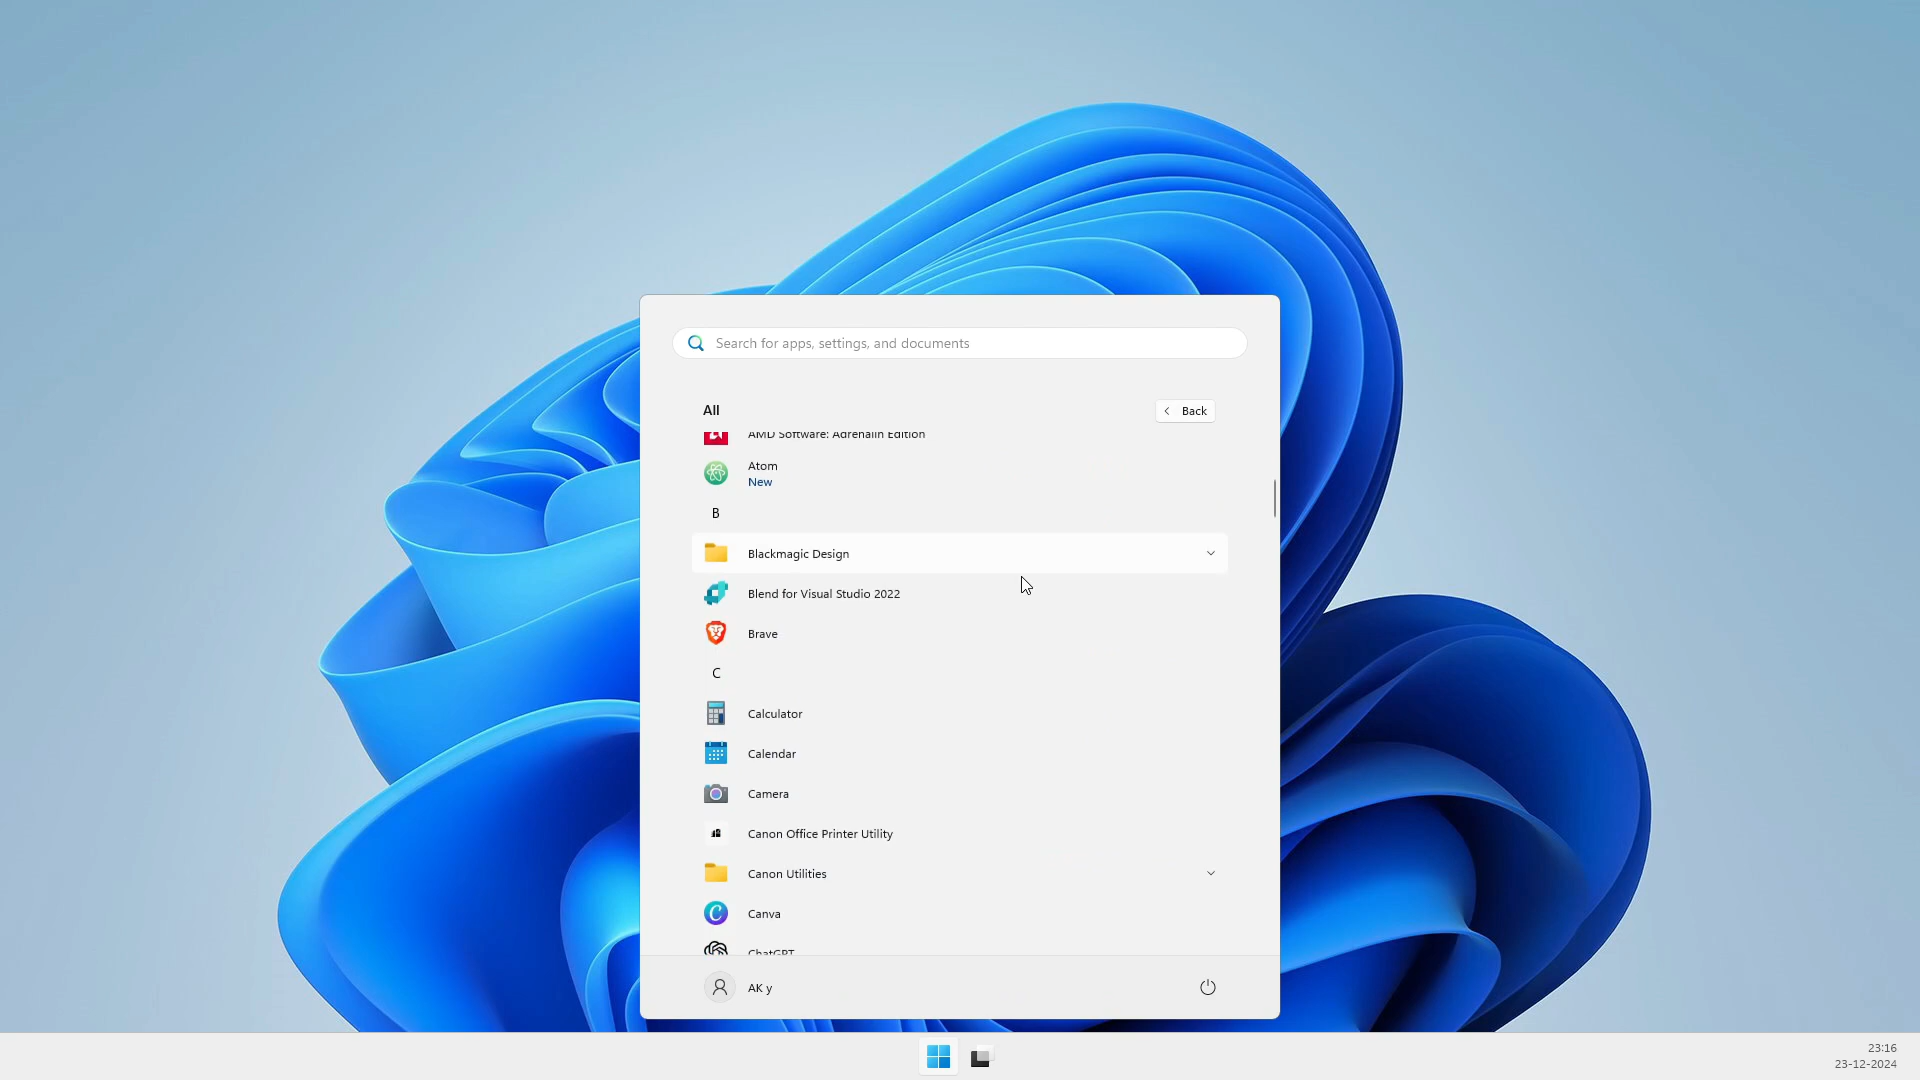 Search for apps, settings, and documents
All
Back
AMD Software: Adrenalin Edition
Atom
New
B
Blackmagic Design
Blend for Visual Studio 2022
Brave
C
Calculator
Calendar
Camera
Canon Office Printer Utility
Canon Utilities
Canva
ChatGPT
AK y
23:16
23-12-2024